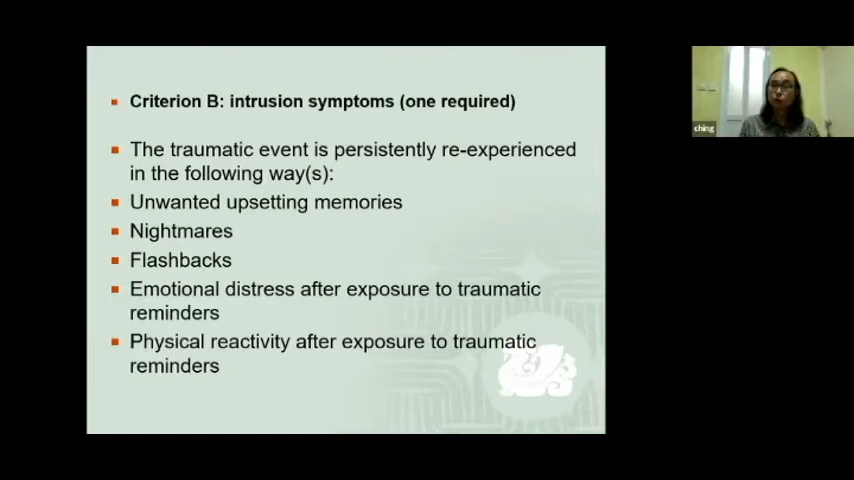 Criterion B: intrusion symptoms (one required)
The traumatic event is persistently re-experienced
in the following way(s):
Unwanted upsetting memories
Nightmares
Flashbacks
Emotional distress after exposure to traumatic
reminders
Physical reactivity after exposure to traumatic
reminders
ching